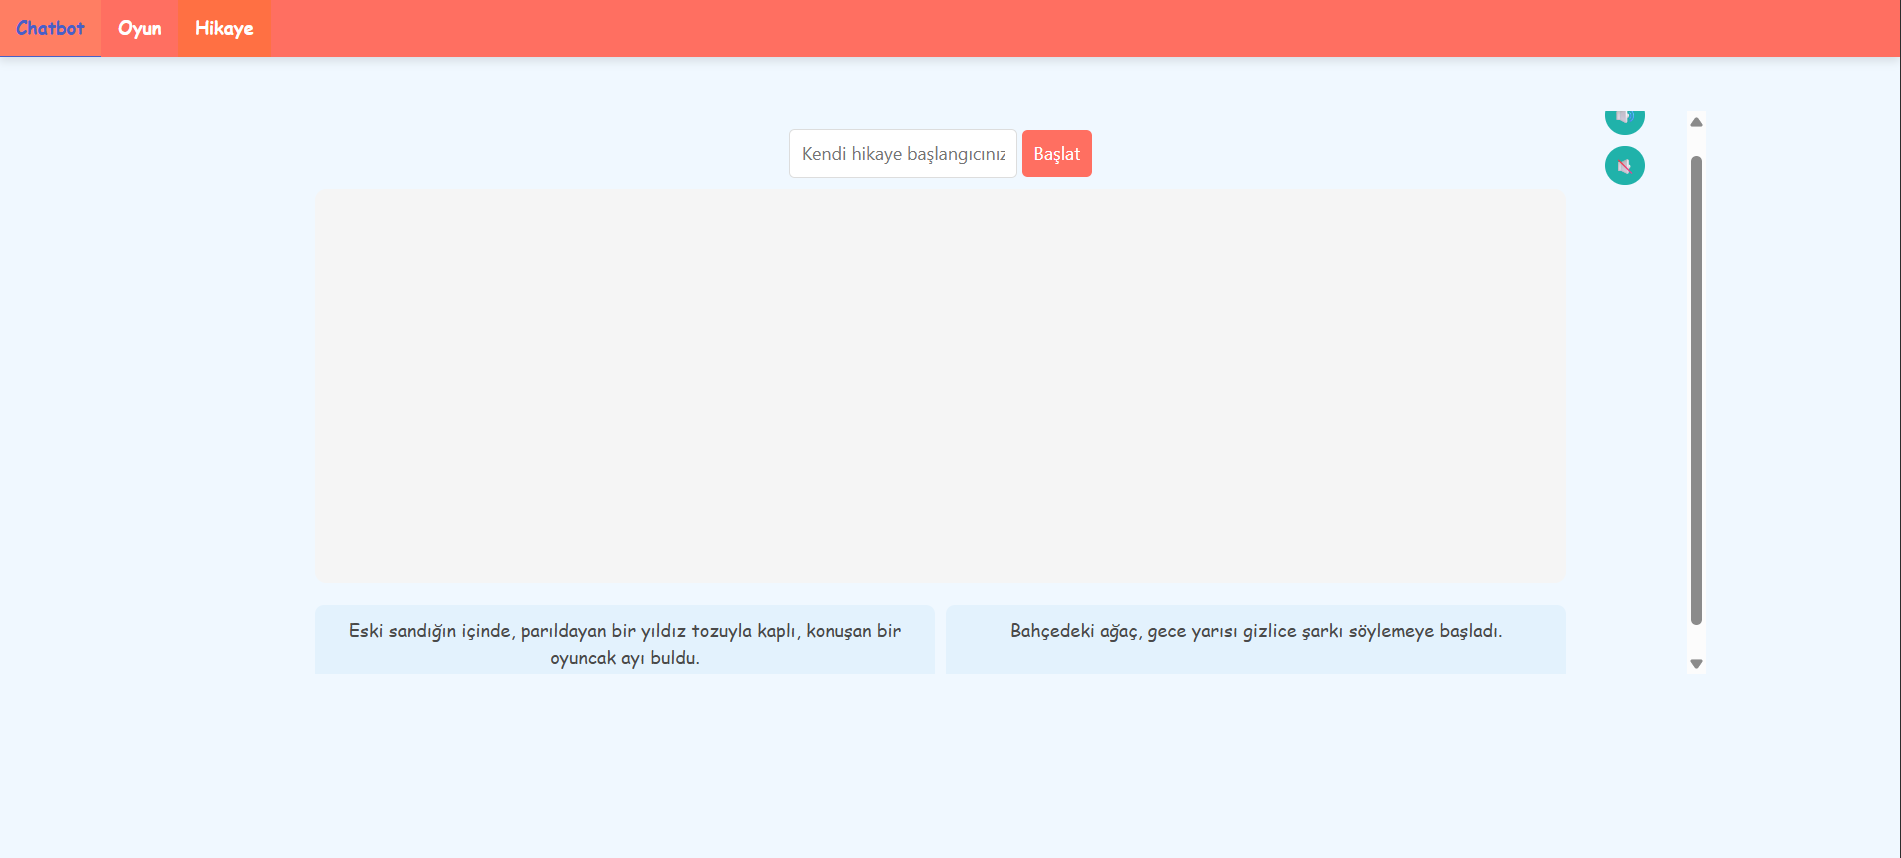 Chatbot Oyun Hikaye
Kendi hikaye başlangıcınız
Başlat
Eski sandığın içinde, parıldayan bir yıldız tozuyla kaplı, konuşan bir
oyuncak ayı buldu.
Bahçedeki ağaç, gece yarısı gizlice şarkı söylemeye başladı.